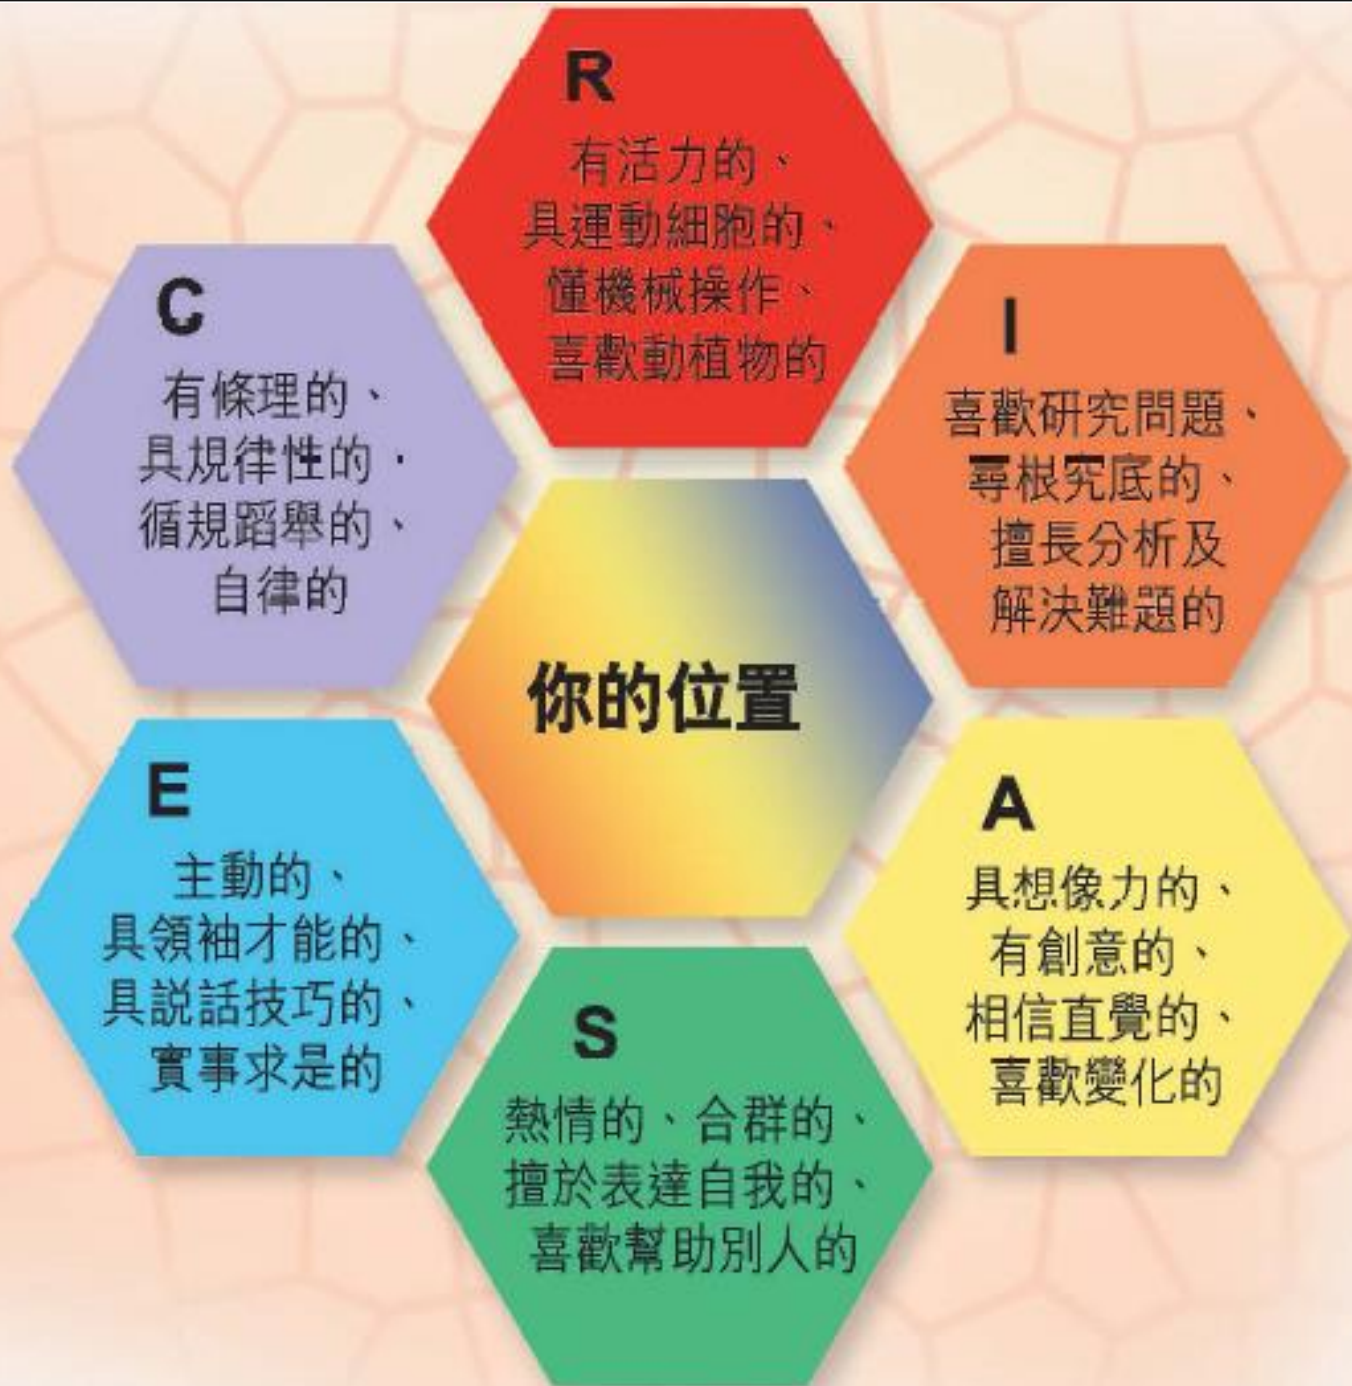 R
有活力的、
具運動細胞的、
懂機械操作、
喜歡動植物的
C
有條理的、
具規律性的，
循規蹈舉的、
自律的
I
喜歡研究問題、
尋根究底的、
擅長分析及
解決難題的
你的位置
E
主動的、
具領袖才能的、
具説話技巧的、
實事求是的
A
具想像力的、
有創意的、
相信直覺的、
喜歡變化的
S
熱情的、合群的、
擅於表達自我的、
喜歡幫助別人的